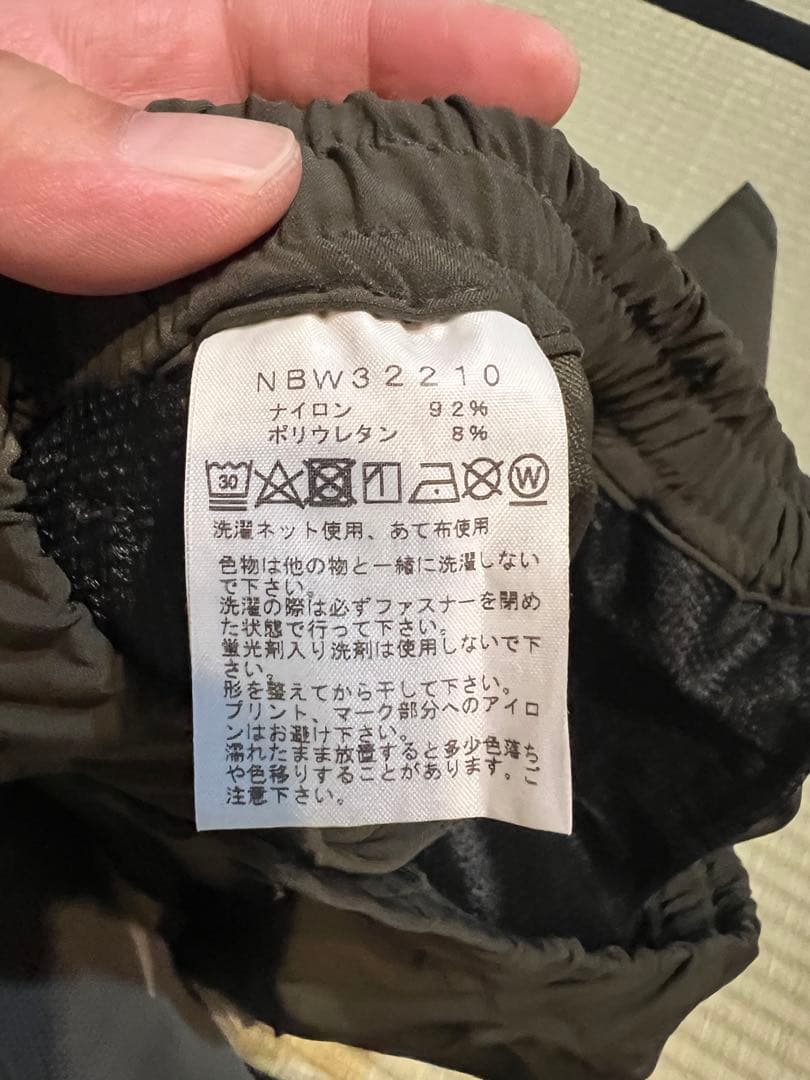 NBW32210
ナイロン 92%
ポリウレタン 8%
30 W
洗濯ネット使用、あて布使用
色物は他の物と一緒に洗濯しない
で下さい。
洗濯の際は必ずファスナーを閉め
た状態で行って下さい。
蛍光剤入り洗剤は使用しないで下
さい。
形を整えてから干して下さい。
プリント、マーク部分へのアイロ
ンはお避け下さい。
濡れたまま放置すると多少色落ち
や色移りすることがあります。ご
注意下さい。